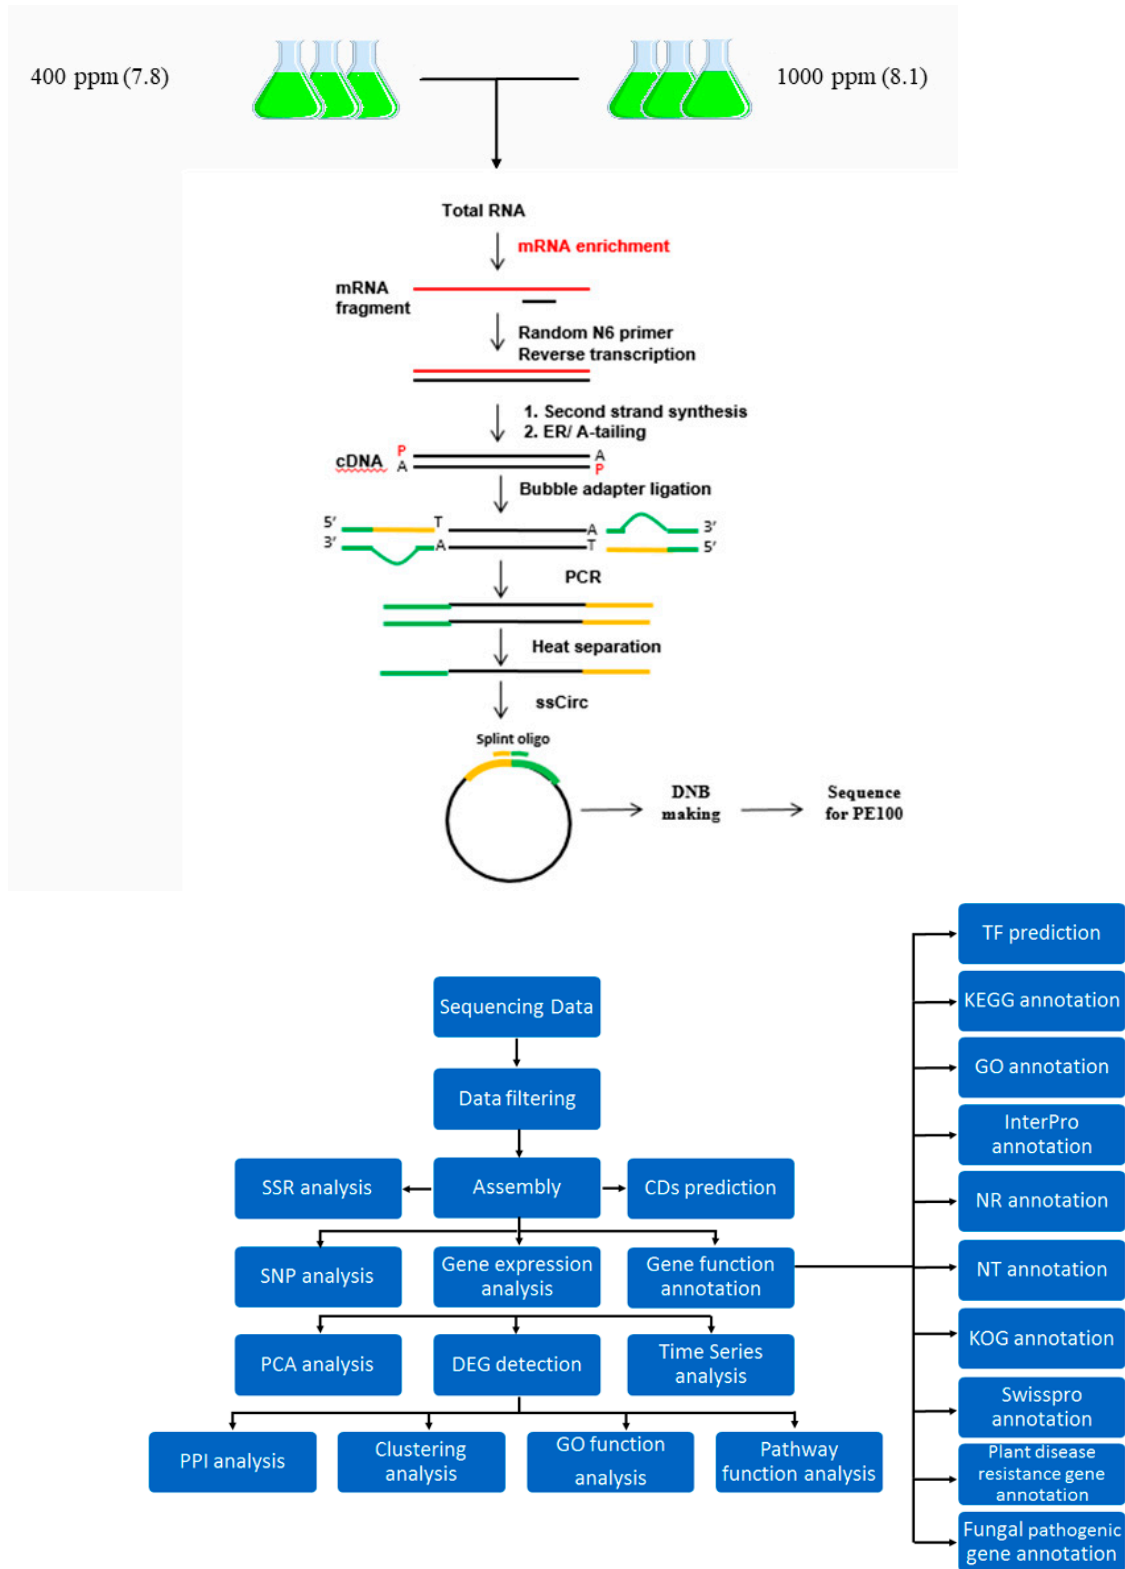 400 ppm (7.8)
1000 ppm (8.1)
Total RNA
mRNA enrichment
mRNA
fragment
Random N6 primer
Reverse transcription
1. Second strand synthesis
2. ER/ A-tailing
P
A
cDNA
A
P
Bubble adapter ligation
5′
T
A
3′
3′
A
T
5′
PCR
Heat separation
ssCirc
Splint oligo
DNB
making
Sequence
for PE100
TF prediction
KEGG annotation
GO annotation
InterPro
annotation
NR annotation
NT annotation
KOG annotation
Swisspro
annotation
Plant disease
resistance gene
annotation
Fungal pathogenic
gene annotation
Sequencing Data
Data filtering
SSR analysis
Assembly
CDs prediction
SNP analysis
Gene expression
analysis
Gene function
annotation
PCA analysis
DEG detection
Time Series
analysis
PPI analysis
Clustering
analysis
GO function
analysis
Pathway
function analysis